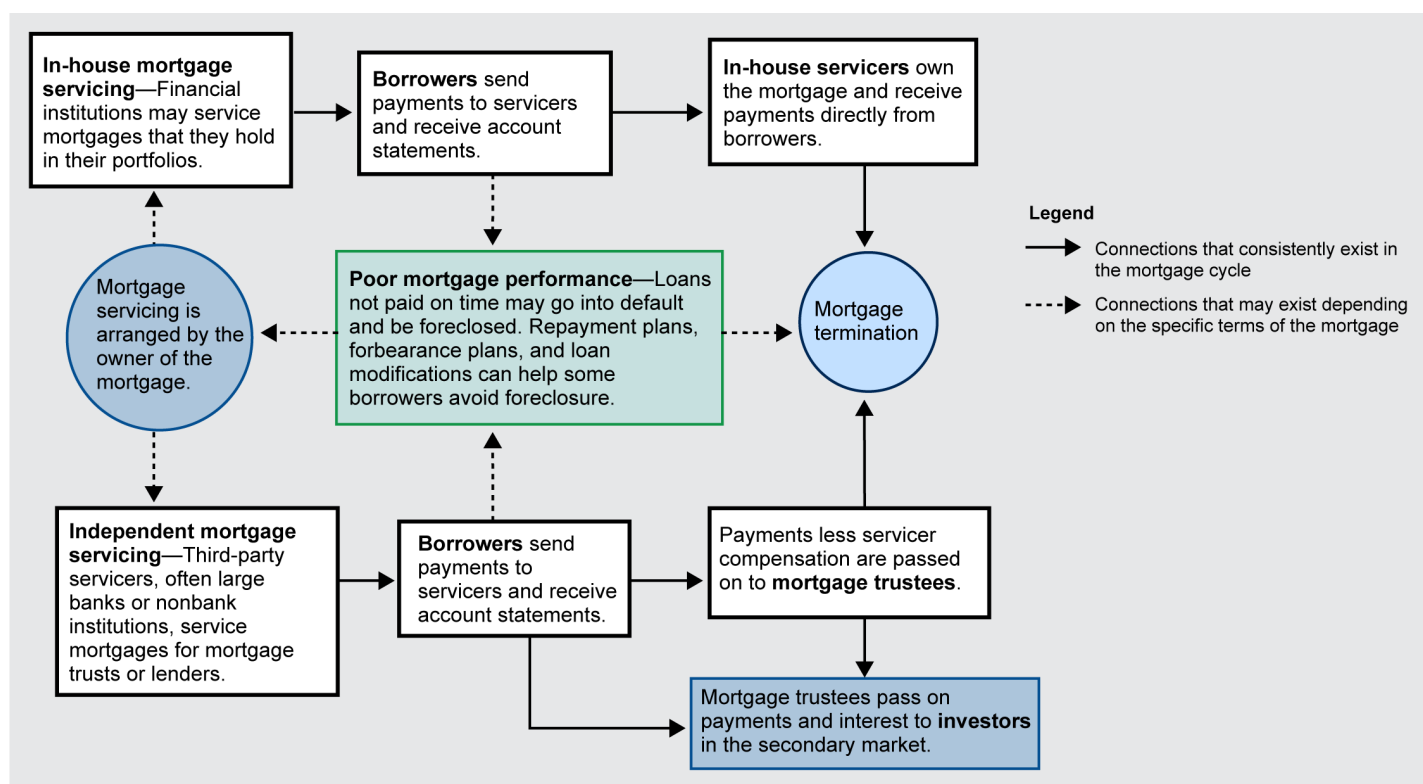 In-house mortgage
servicing—Financial
institutions may service
mortgages that they hold
in their portfolios.
Borrowers send
payments to servicers
and receive account
statements.
In-house servicers own
the mortgage and receive
payments directly from
borrowers.
Mortgage
servicing is
arranged by the
owner of the
mortgage.
Poor mortgage performance—Loans
not paid on time may go into default
and be foreclosed. Repayment plans,
forbearance plans, and loan
modifications can help some
borrowers avoid foreclosure.
Mortgage
termination
Legend
Connections that consistently exist in
the mortgage cycle
Connections that may exist depending
on the specific terms of the mortgage
Independent mortgage
servicing—Third-party
servicers, often large
banks or nonbank
institutions, service
mortgages for mortgage
trusts or lenders.
Borrowers send
payments to
servicers and receive
account statements.
Payments less servicer
compensation are passed
on to mortgage trustees.
Mortgage trustees pass on
payments and interest to investors
in the secondary market.